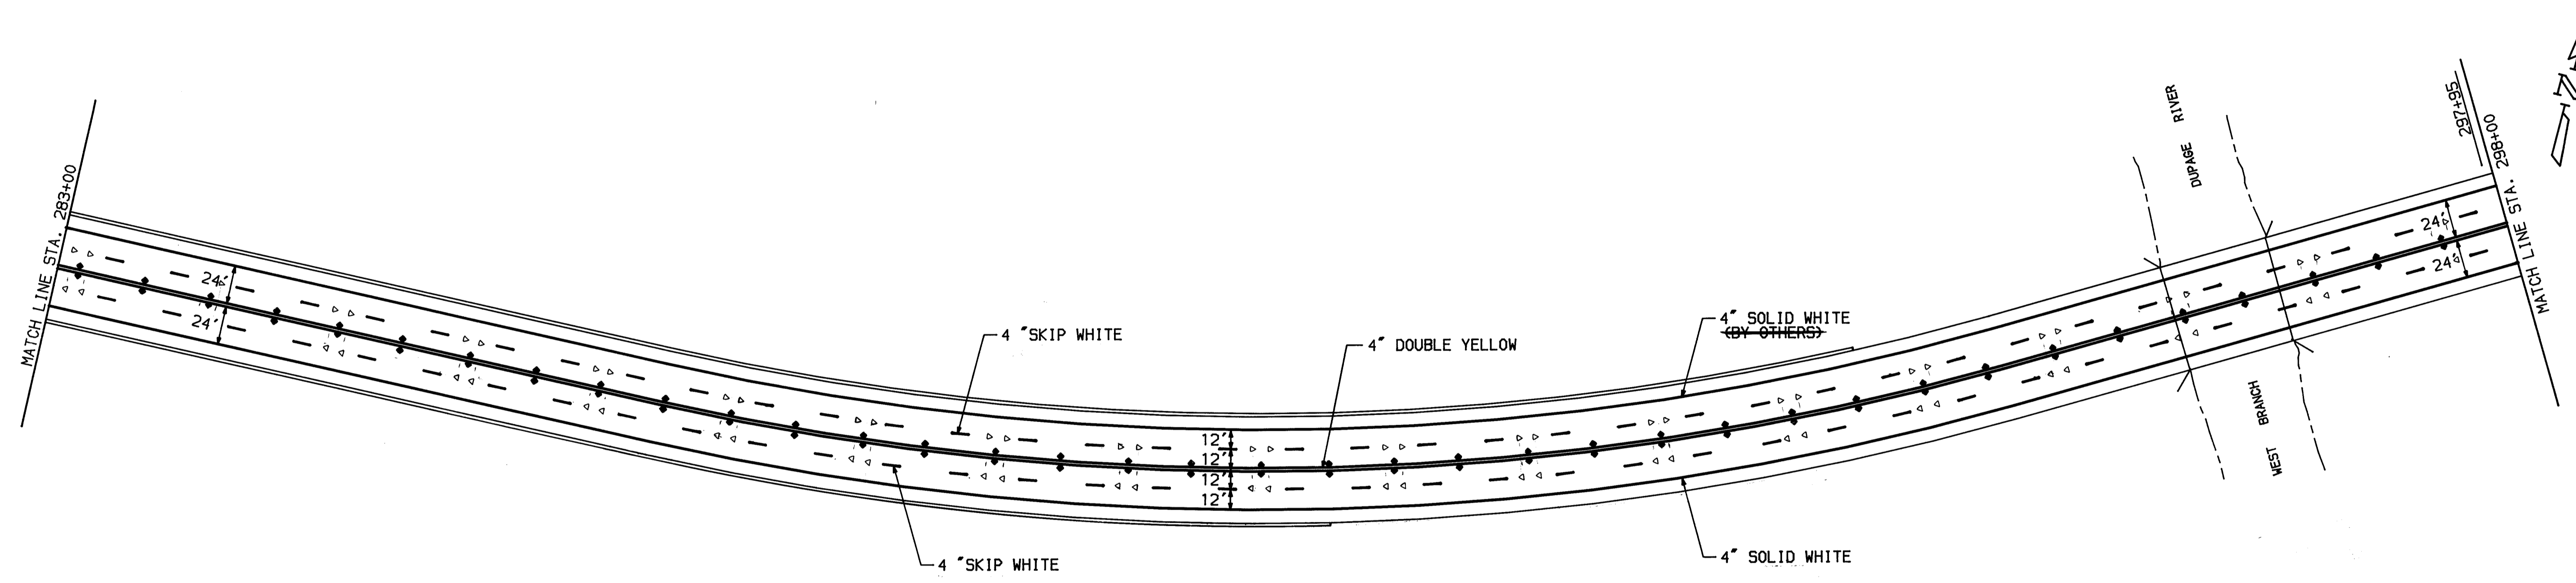 MATCH LINE STA. 283+00
24'
24'
4 "SKIP WHITE
4 "SKIP WHITE
12'
12'
12'
12'
4" DOUBLE YELLOW
4" SOLID WHITE
(BY OTHERS)
4" SOLID WHITE
DUPAGE RIVER
WEST BRANCH
24'
24'
297+95
MATCH LINE STA. 298+00